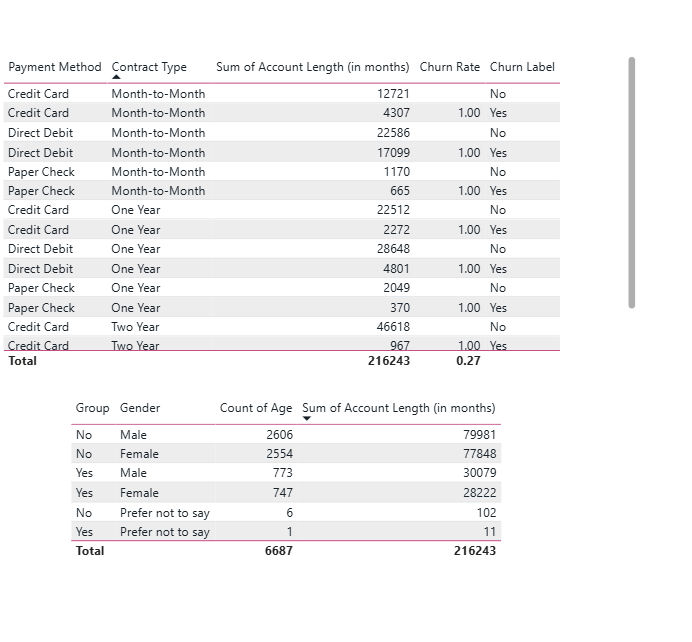 Payment Method Contract Type Sum of Account Length (in months) Churn Rate Churn Label
Credit Card Month-to-Month 12721 No
Credit Card Month-to-Month 4307 1.00 Yes
Direct Debit Month-to-Month 22586 No
Direct Debit Month-to-Month 17099 1.00 Yes
Paper Check Month-to-Month 1170 No
Paper Check Month-to-Month 665 1.00 Yes
Credit Card One Year 22512 No
Credit Card One Year 2272 1.00 Yes
Direct Debit One Year 28648 No
Direct Debit One Year 4801 1.00 Yes
Paper Check One Year 2049 No
Paper Check One Year 370 1.00 Yes
Credit Card Two Year 46618 No
Credit Card Two Year 967 1.00 Yes
Total 216243 0.27
Group Gender Count of Age Sum of Account Length (in months)
No Male 2606 79981
No Female 2554 77848
Yes Male 773 30079
Yes Female 747 28222
No Prefer not to say 6 102
Yes Prefer not to say 1 11
Total 6687 216243